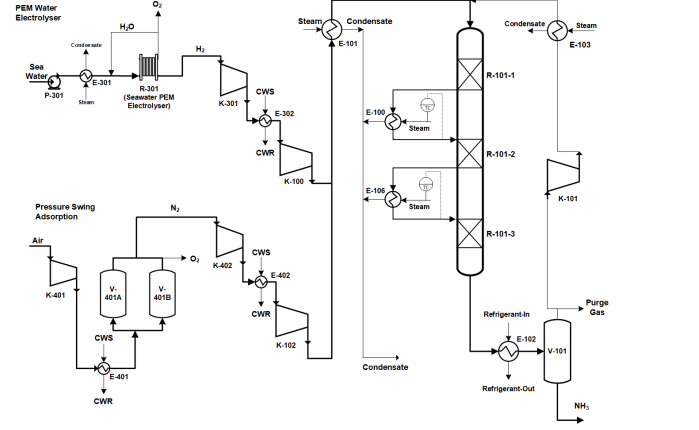 PEM Water
Electrolyser
O₂
H₂O
Condensate
Sea
Water
P-301
E-301
Steam
R-301
(Seawater PEM
Electrolyser)
H₂
K-301
CWS
E-302
CWR
K-100
Steam
Condensate
E-101
Condensate
Steam
E-103
R-101-1
E-100
TC
Steam
R-101-2
E-106
TC
Steam
R-101-3
K-101
Pressure Swing
Adsorption
Air
K-401
N₂
O₂
V-
401A
V-
401B
CWS
E-401
CWR
K-402
CWS
E-402
CWR
K-102
Condensate
Refrigerant-In
E-102
Refrigerant-Out
Purge
Gas
V-101
NH₃